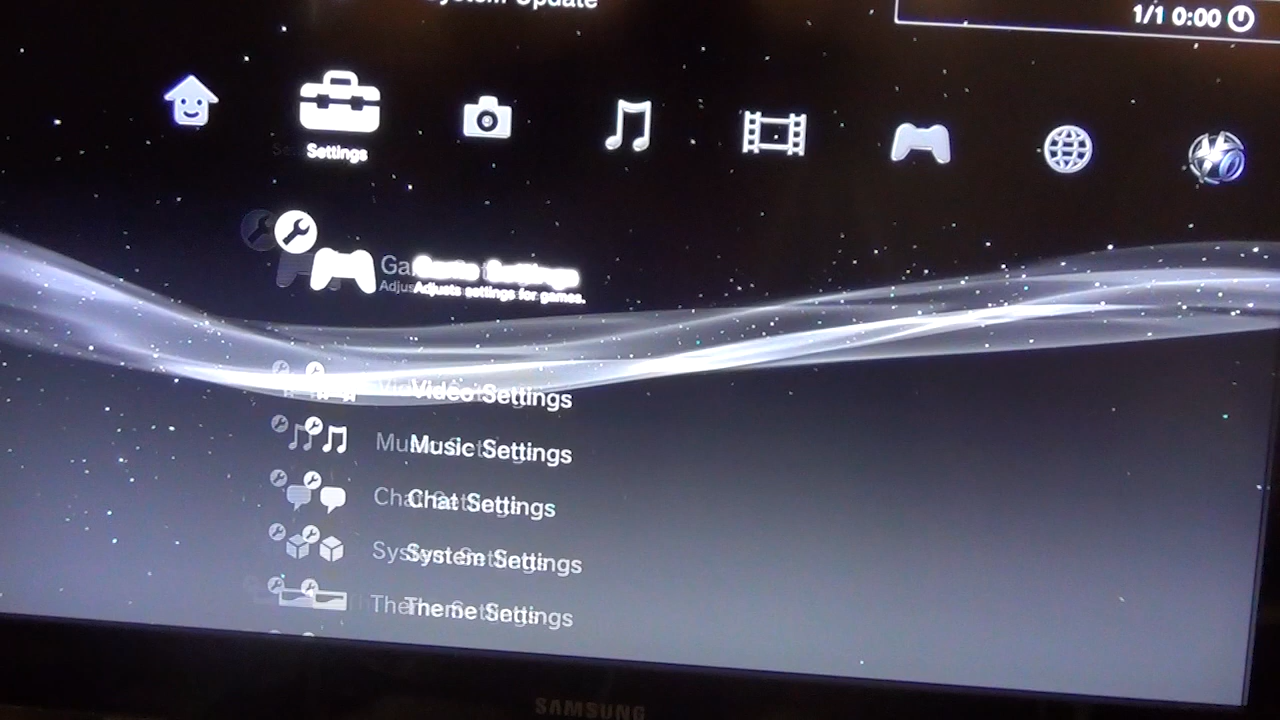 System Update
1/1 0:00
Settings
Game Settings
Adjusts settings for games.
Video Settings
Music Settings
Chat Settings
System Settings
Theme Settings
SAMSUNG